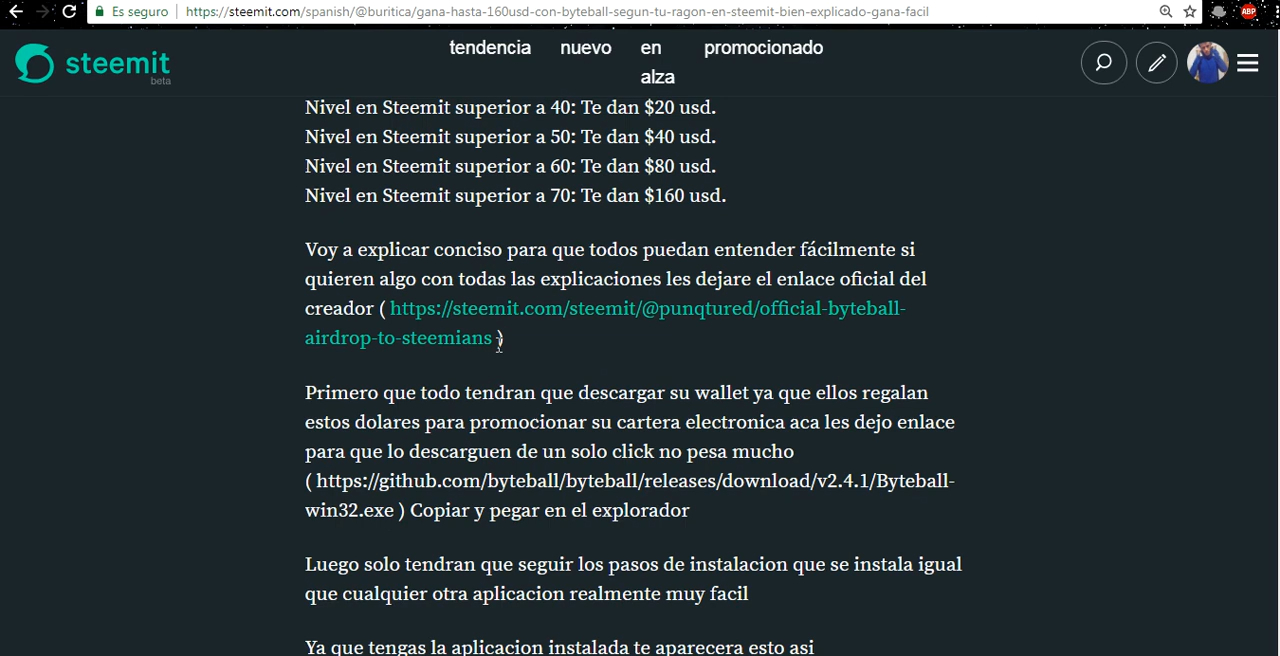 Es seguro | https://steemit.com/spanish/@buritica/gana-hasta-160usd-con-byteball-segun-tu-ragon-en-steemit-bien-explicado-gana-facil
ABP
steemit
beta
tendencia nuevo en alza promocionado
Nivel en Steemit superior a 40: Te dan $20 usd.
Nivel en Steemit superior a 50: Te dan $40 usd.
Nivel en Steemit superior a 60: Te dan $80 usd.
Nivel en Steemit superior a 70: Te dan $160 usd.
Voy a explicar conciso para que todos puedan entender fácilmente si
quieren algo con todas las explicaciones les dejare el enlace oficial del
creador ( https://steemit.com/steemit/@punqtured/official-byteball-
airdrop-to-steemians )
Primero que todo tendran que descargar su wallet ya que ellos regalan
estos dolares para promocionar su cartera electronica aca les dejo enlace
para que lo descarguen de un solo click no pesa mucho
( https://github.com/byteball/byteball/releases/download/v2.4.1/Byteball-
win32.exe ) Copiar y pegar en el explorador
Luego solo tendran que seguir los pasos de instalacion que se instala igual
que cualquier otra aplicacion realmente muy facil
Ya que tengas la aplicacion instalada te aparecera esto asi